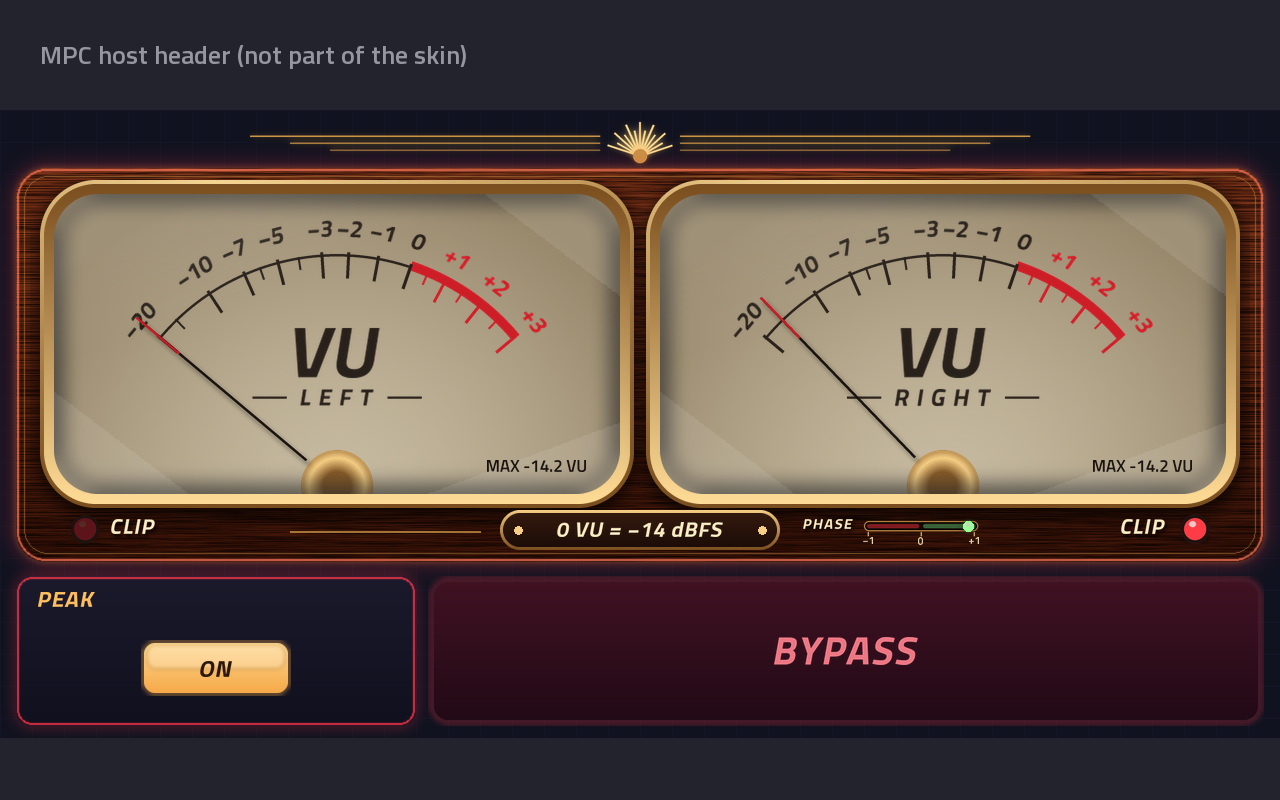 MPC host header (not part of the skin)
−20 −10 −7 −5 −3 −2 −1 0 +1 +2 +3
VU
LEFT
MAX -14.2 VU
−20 −10 −7 −5 −3 −2 −1 0 +1 +2 +3
VU
RIGHT
MAX -14.2 VU
CLIP
0 VU = −14 dBFS
PHASE
−1 0 +1
CLIP
PEAK
ON
BYPASS